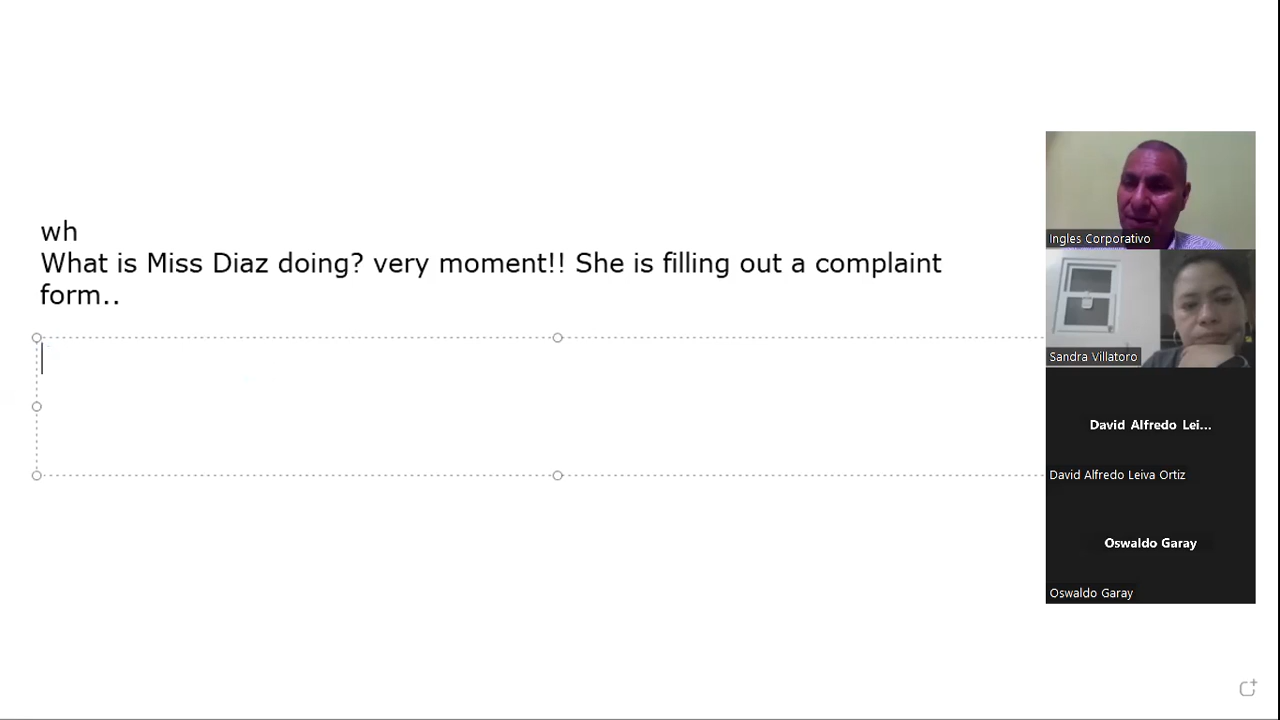 wh
What is Miss Diaz doing? very moment!! She is filling out a complaint
form..
Ingles Corporativo
Sandra Villatoro
David Alfredo Lei...
David Alfredo Leiva Ortiz
Oswaldo Garay
Oswaldo Garay